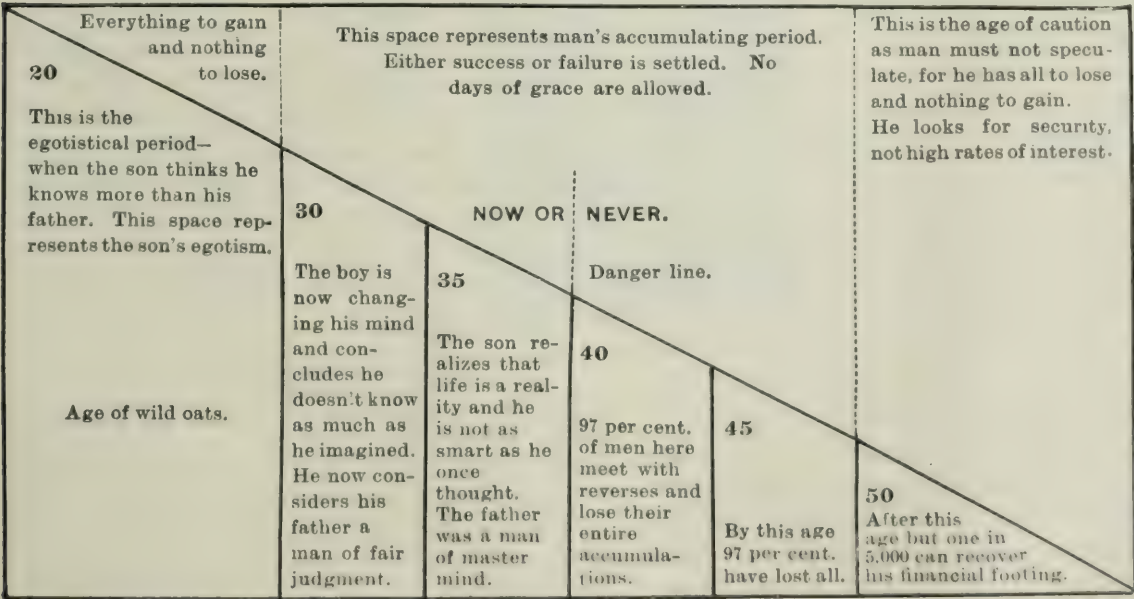 Everything to gain
and nothing
to lose.
20
This is the
egotistical period—
when the son thinks he
knows more than his
father. This space rep-
resents the son's egotism.
Age of wild oats.
This space represents man's accumulating period.
Either success or failure is settled. No
days of grace are allowed.
NOW OR NEVER.
Danger line.
This is the age of caution
as man must not specu-
late, for he has all to lose
and nothing to gain.
He looks for security,
not high rates of interest.
30
The boy is
now chang-
ing his mind
and con-
cludes he
doesn't know
as much as
he imagined.
He now con-
siders his
father a
man of fair
judgment.
35
The son re-
alizes that
life is a real-
ity and he
is not as
smart as he
once
thought.
The father
was a man
of master
mind.
40
97 per cent.
of men here
meet with
reverses and
lose their
entire
accumula-
tions.
45
By this age
97 per cent.
have lost all.
50
After this
age but one in
5,000 can recover
his financial footing.